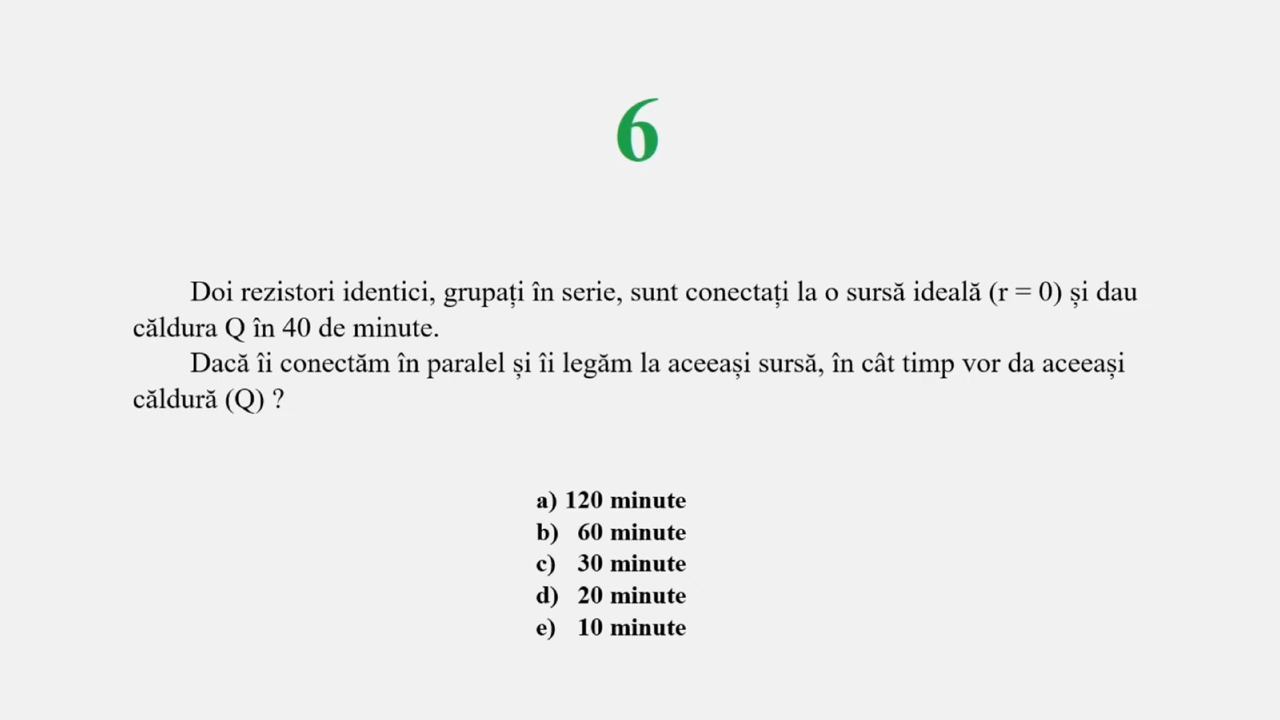 6
Doi rezistori identici, grupați în serie, sunt conectați la o sursă ideală (r = 0) și dau
căldura Q în 40 de minute.
Dacă îi conectăm în paralel și îi legăm la aceeași sursă, în cât timp vor da aceeași
căldură (Q) ?
a) 120 minute
b) 60 minute
c) 30 minute
d) 20 minute
e) 10 minute